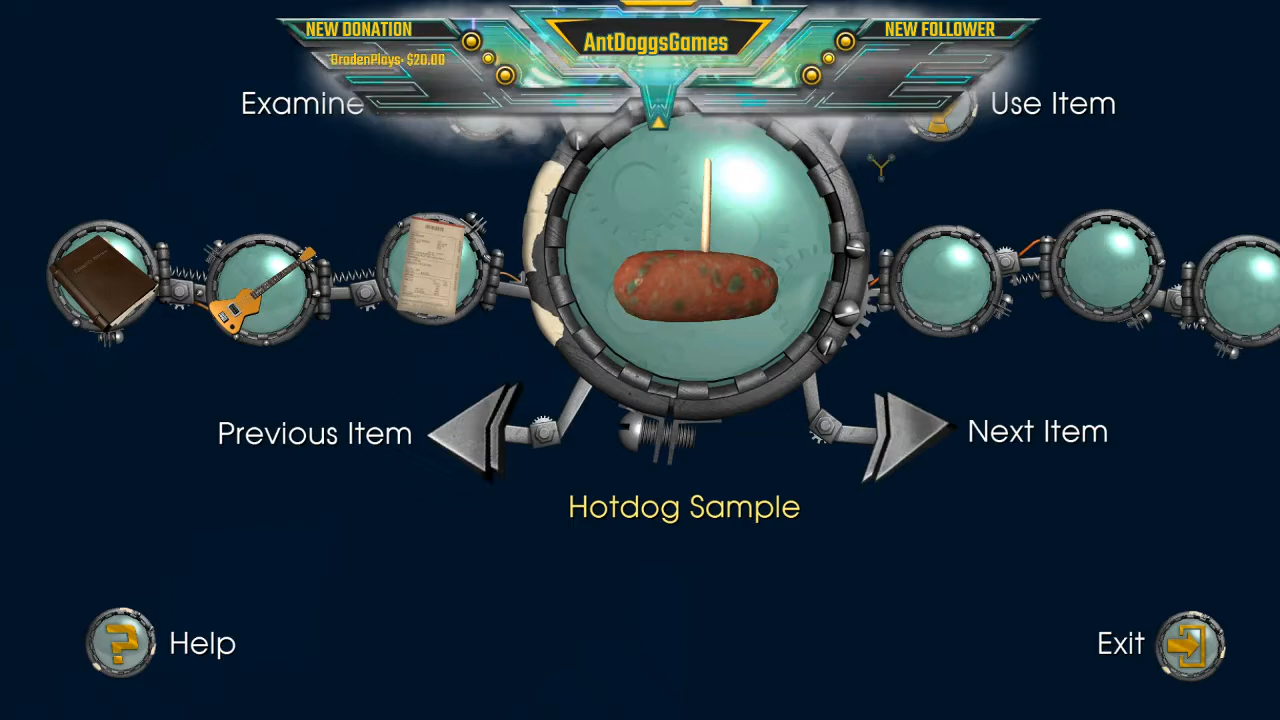 NEW DONATION
BradenPlays· $20.00
AntDoggsGames
NEW FOLLOWER
Examine
Use Item
Previous Item
Next Item
Hotdog Sample
Help
Exit